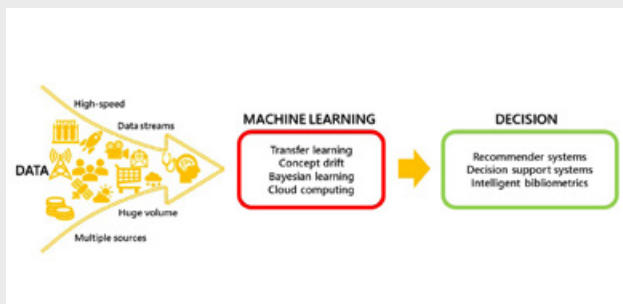 High-speed
Data streams
DATA
Huge volume
Multiple sources
MACHINE LEARNING
Transfer learning
Concept drift
Bayesian learning
Cloud computing
DECISION
Recommender systems
Decision support systems
Intelligent bibliometrics